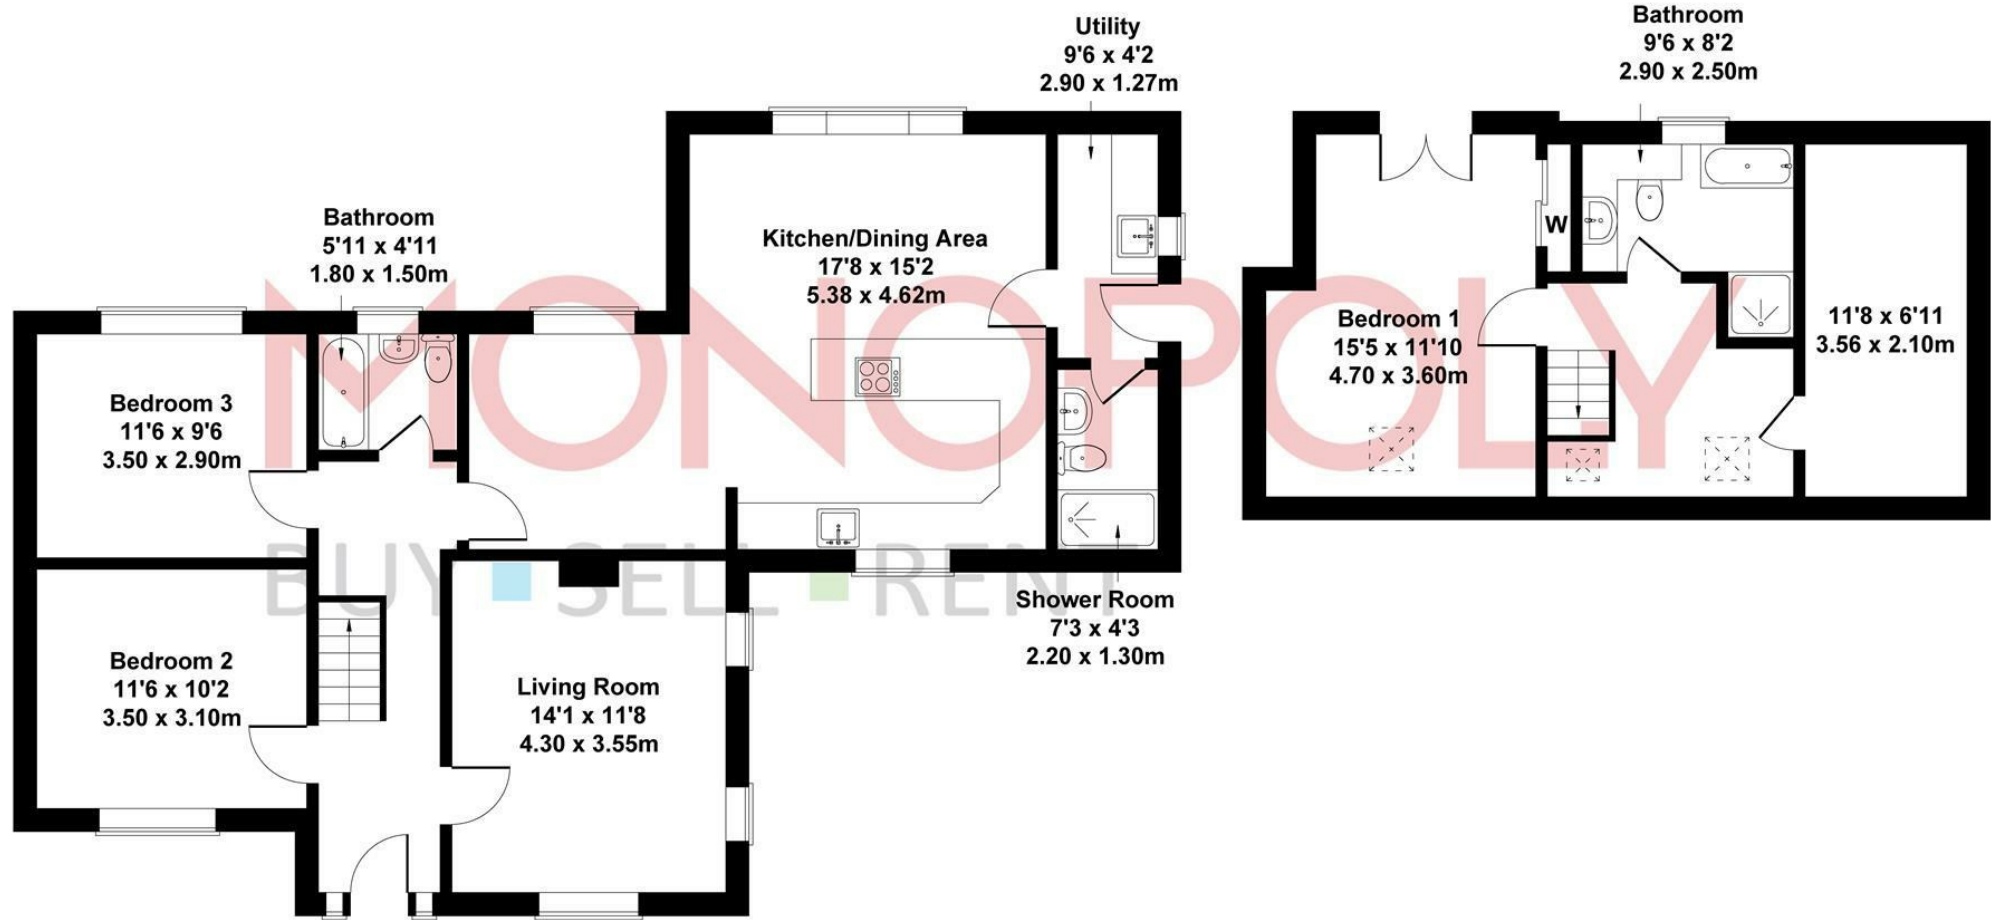 Utility
9'6 x 4'2
2.90 x 1.27m
Bathroom
9'6 x 8'2
2.90 x 2.50m
Bathroom
5'11 x 4'11
1.80 x 1.50m
Kitchen/Dining Area
17'8 x 15'2
5.38 x 4.62m
W
Bedroom 1
15'5 x 11'10
4.70 x 3.60m
11'8 x 6'11
3.56 x 2.10m
Bedroom 3
11'6 x 9'6
3.50 x 2.90m
MONOPOLY
BUY SELL RENT
Shower Room
7'3 x 4'3
2.20 x 1.30m
Bedroom 2
11'6 x 10'2
3.50 x 3.10m
Living Room
14'1 x 11'8
4.30 x 3.55m